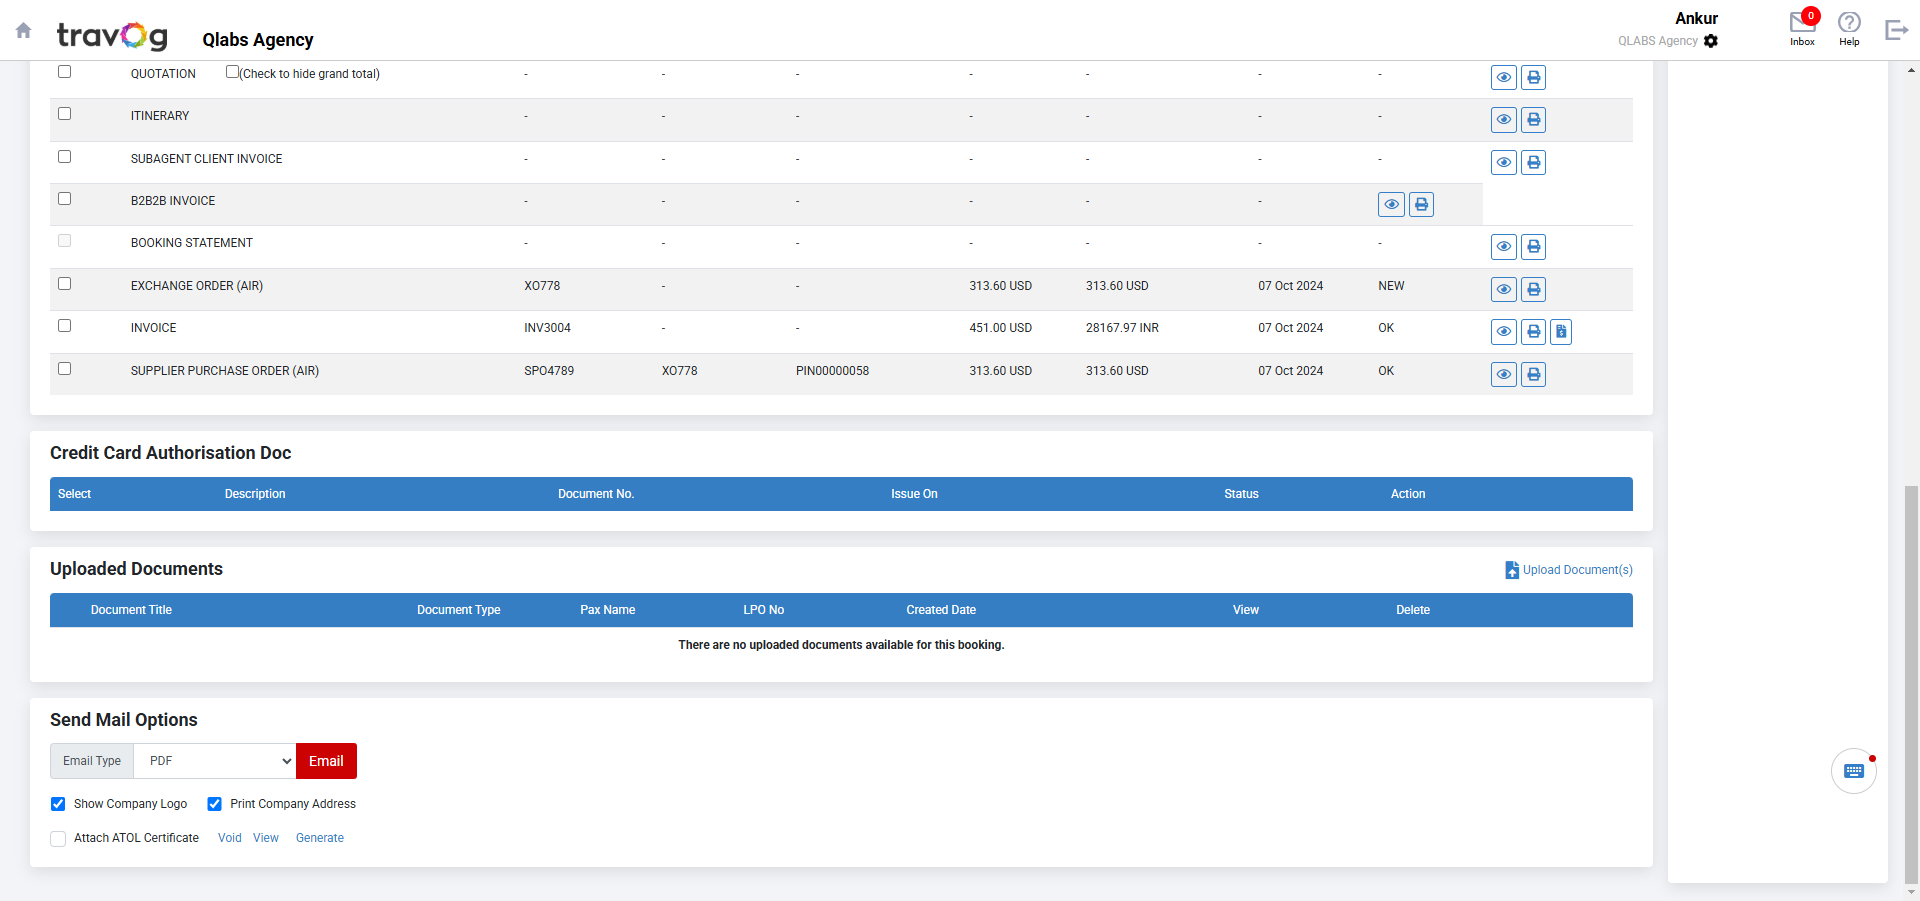 travog
Qlabs Agency
Ankur
QLABS Agency
0
Inbox
Help
QUOTATION (Check to hide grand total) - - - - - - -
ITINERARY - - - - - - -
SUBAGENT CLIENT INVOICE - - - - - - -
B2B2B INVOICE - - - - - -
BOOKING STATEMENT - - - - - - -
EXCHANGE ORDER (AIR) XO778 - - 313.60 USD 313.60 USD 07 Oct 2024 NEW
INVOICE INV3004 - - 451.00 USD 28167.97 INR 07 Oct 2024 OK
SUPPLIER PURCHASE ORDER (AIR) SPO4789 XO778 PIN00000058 313.60 USD 313.60 USD 07 Oct 2024 OK
Credit Card Authorisation Doc
Select Description Document No. Issue On Status Action
Uploaded Documents
Upload Document(s)
Document Title Document Type Pax Name LPO No Created Date View Delete
There are no uploaded documents available for this booking.
Send Mail Options
Email Type PDF Email
Show Company Logo Print Company Address
Attach ATOL Certificate Void View Generate